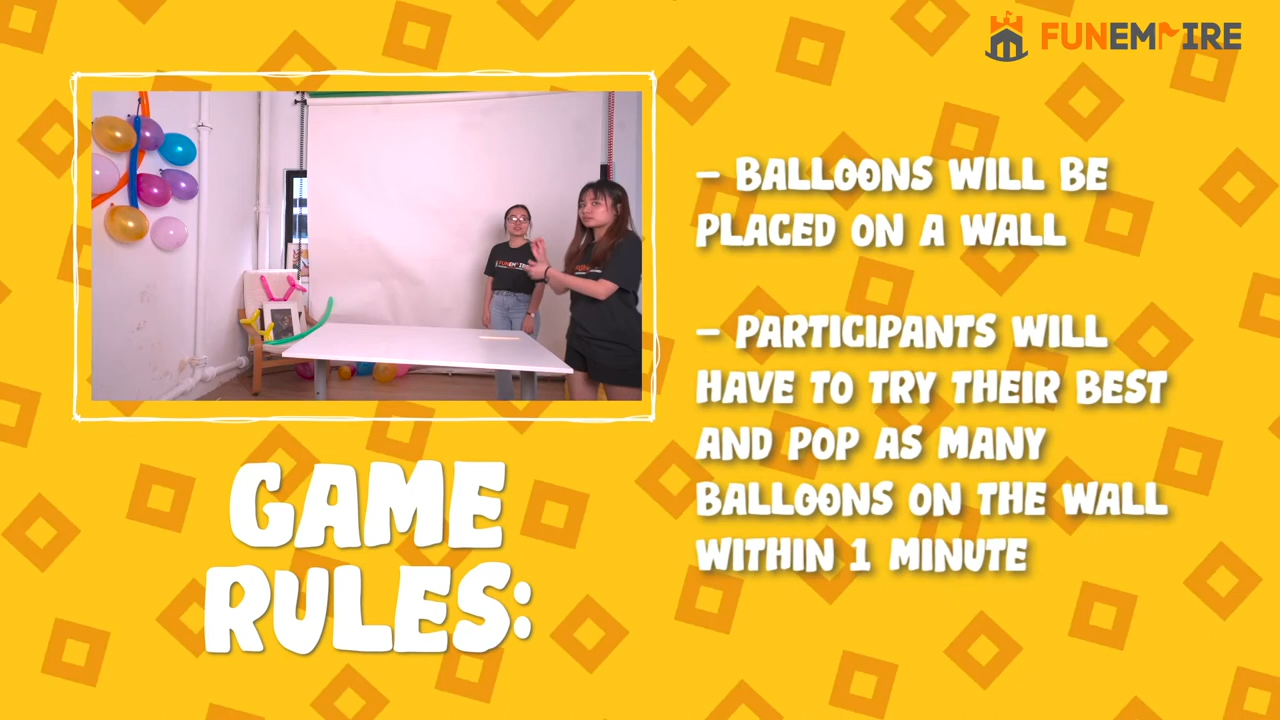 FUNEMPIRE
- BALLOONS WILL BE
PLACED ON A WALL
- PARTICIPANTS WILL
HAVE TO TRY THEIR BEST
AND POP AS MANY
BALLOONS ON THE WALL
WITHIN 1 MINUTE
FUNEMPIRE
GAME
RULES: